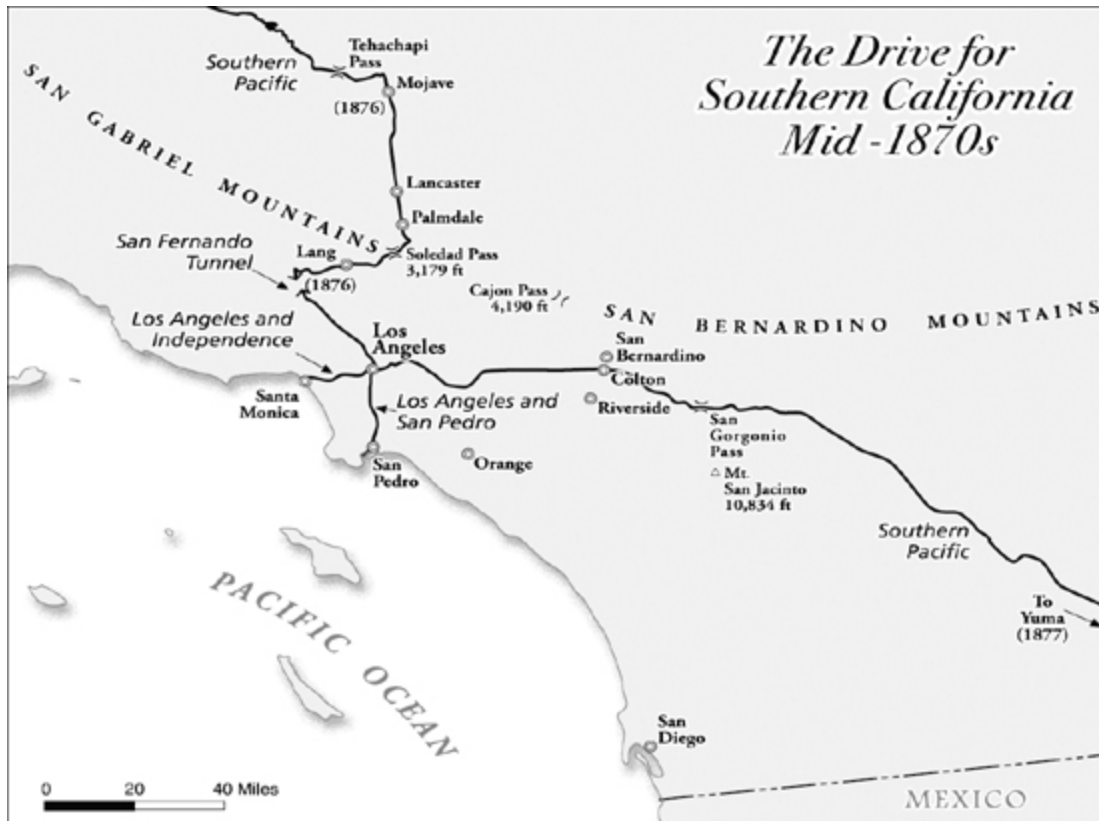 The Drive for
Southern California
Mid -1870s
Tehachapi
Pass
Southern
Pacific
Mojave
(1876)
SAN GABRIEL MOUNTAINS
Lancaster
Palmdale
San Fernando
Tunnel
Lang
(1876)
Soledad Pass
3,179 ft
Cajon Pass
4,190 ft
SAN BERNARDINO MOUNTAINS
Los Angeles and
Independence
Los
Angeles
San
Bernardino
Colton
Santa
Monica
Los Angeles and
San Pedro
Riverside
San
Gorgonio
Pass
San
Pedro
Orange
Mt.
San Jacinto
10,834 ft
Southern
Pacific
To
Yuma
(1877)
PACIFIC OCEAN
San
Diego
0 20 40 Miles
MEXICO